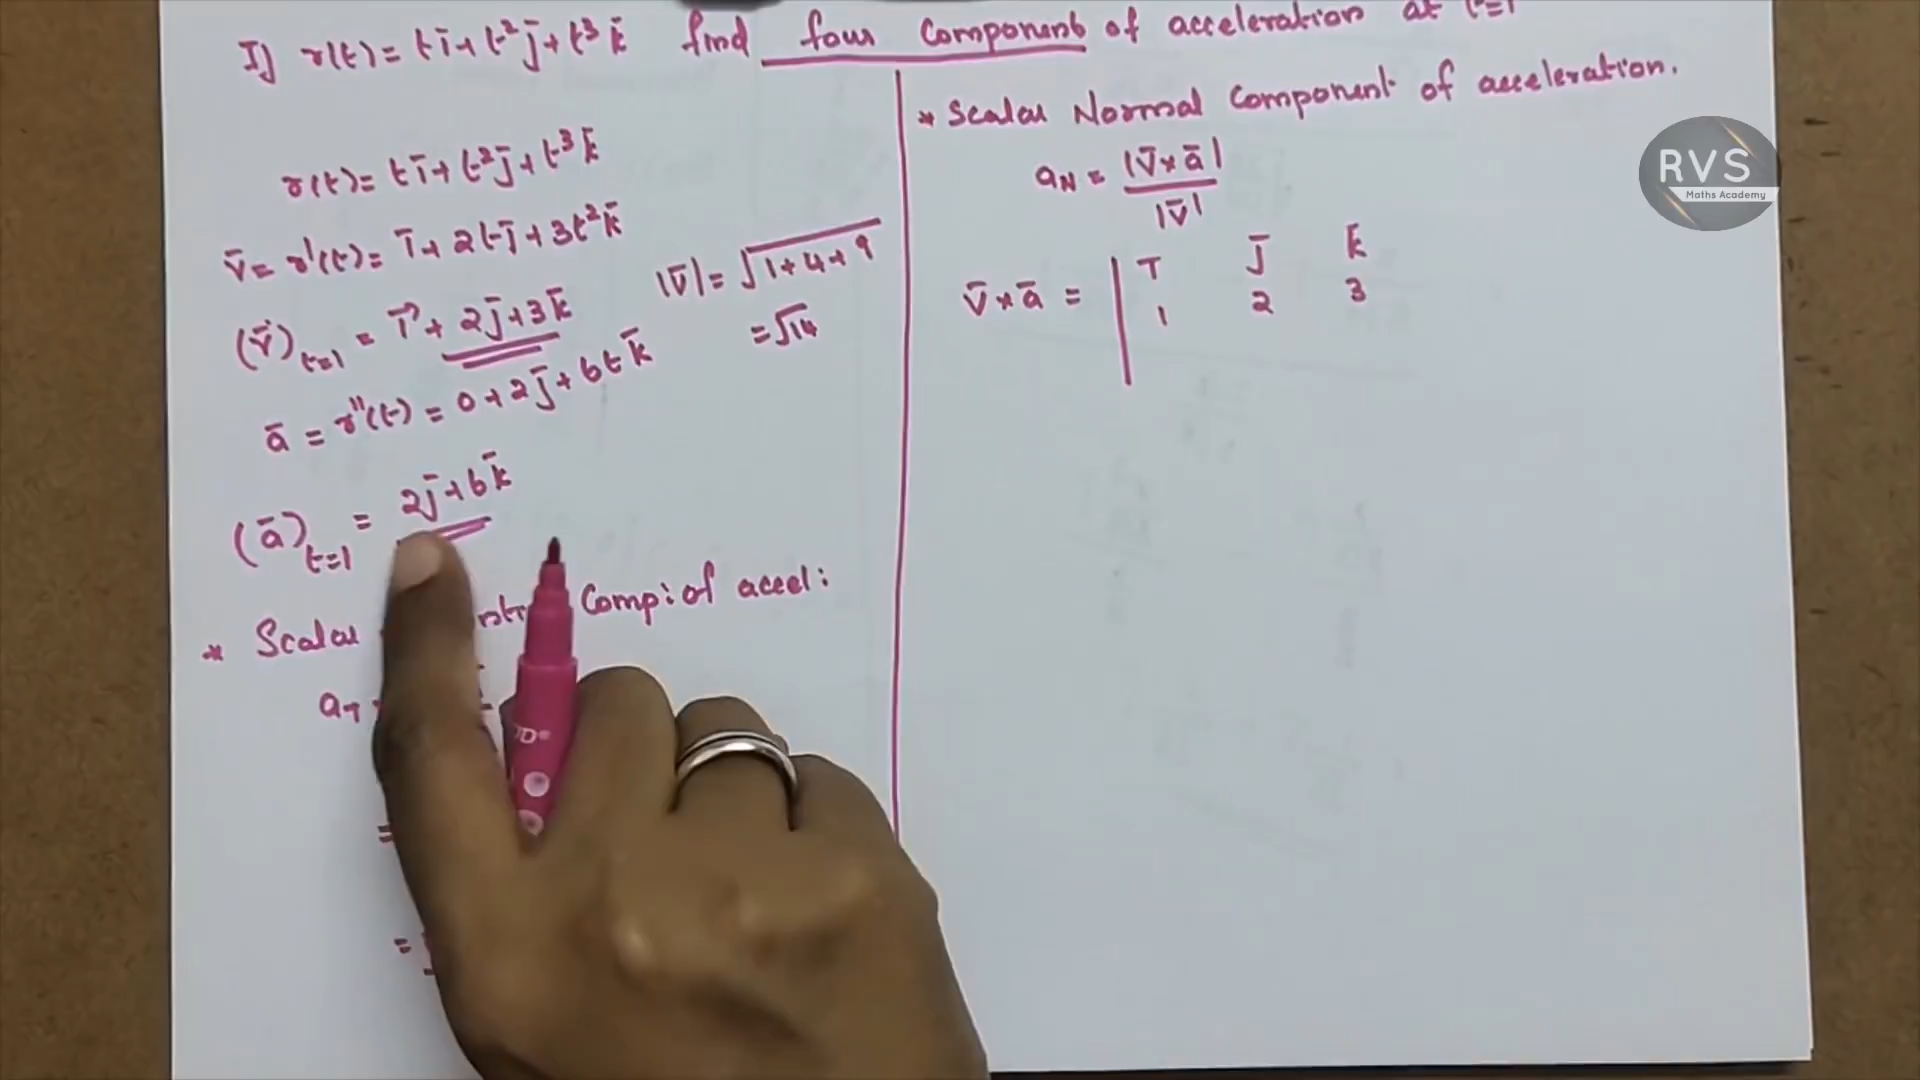 I) r(t) = t i̅ + t² j̅ + t³ k̅ find four components of acceleration at t=1
r(t) = t i̅ + t² j̅ + t³ k̅
v̅ = r'(t) = i̅ + 2t j̅ + 3t² k̅
(v̅)t=1 = i⃗ + 2j̅ + 3k̅
|v̅| = √1+4+9
= √14
a̅ = r''(t) = 0 + 2j̅ + 6t k̅
(a̅)t=1 = 2j̅ + 6k̅
* Scalar Comp: of accel:
aT
=
=
* Scalar Normal Component of acceleration.
aN = |v̅ × a̅| / |v̅|
v̅ × a̅ = | i̅ j̅ k̅
1 2 3
RVS
Maths Academy